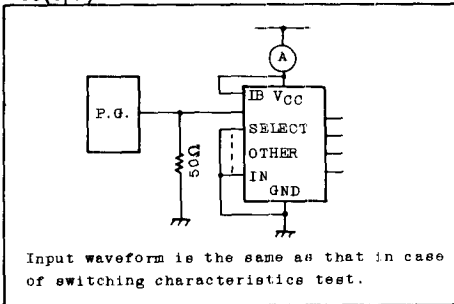 A
IB VCC
P.G.
SELECT
50Ω
OTHER
IN
GND
Input waveform is the same as that in case
of switching characteristics test.